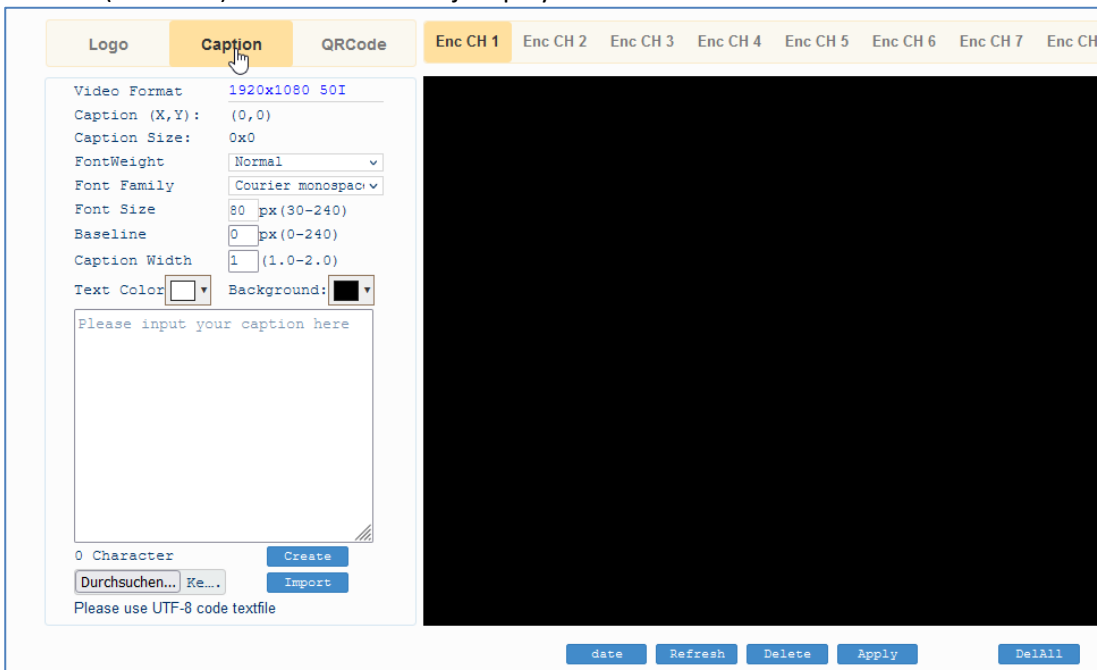 Logo Caption QRCode
Enc CH 1 Enc CH 2 Enc CH 3 Enc CH 4 Enc CH 5 Enc CH 6 Enc CH 7 Enc CH
Video Format 1920x1080 50I
Caption (X,Y): (0,0)
Caption Size: 0x0
FontWeight Normal
Font Family Courier monospac
Font Size 80 px(30-240)
Baseline 0 px(0-240)
Caption Width 1 (1.0-2.0)
Text Color Background:
Please input your caption here
0 Character Create
Durchsuchen... Ke…. Import
Please use UTF-8 code textfile
date Refresh Delete Apply DelAll